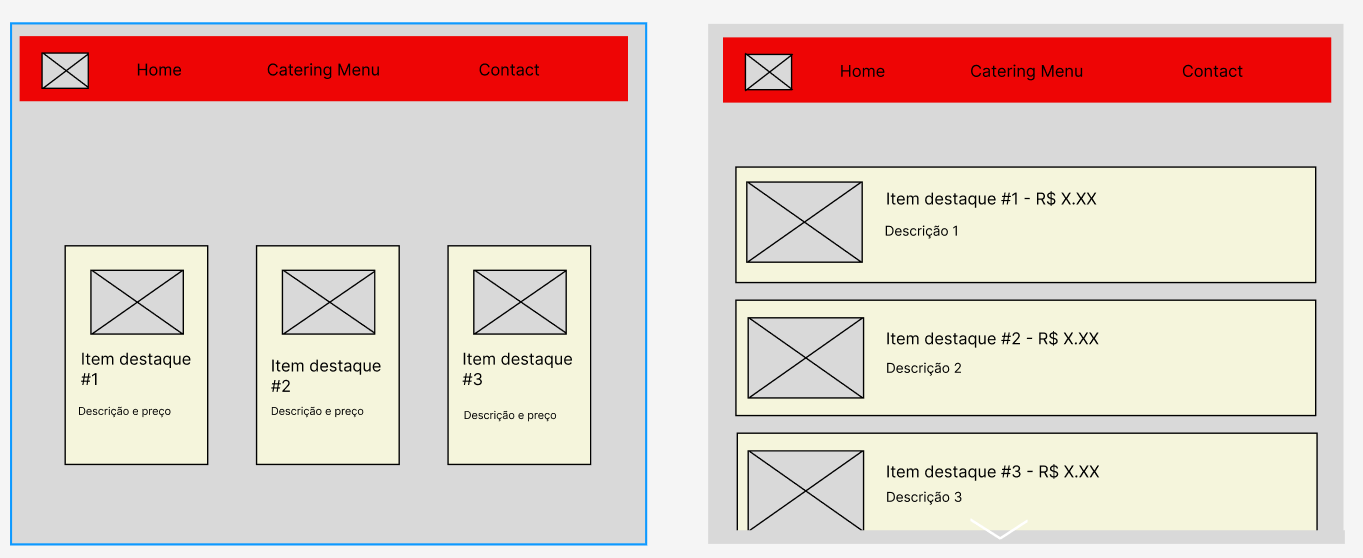 Home Catering Menu Contact
Item destaque
#1
Descrição e preço
Item destaque
#2
Descrição e preço
Item destaque
#3
Descrição e preço
Home Catering Menu Contact
Item destaque #1 - R$ X.XX
Descrição 1
Item destaque #2 - R$ X.XX
Descrição 2
Item destaque #3 - R$ X.XX
Descrição 3